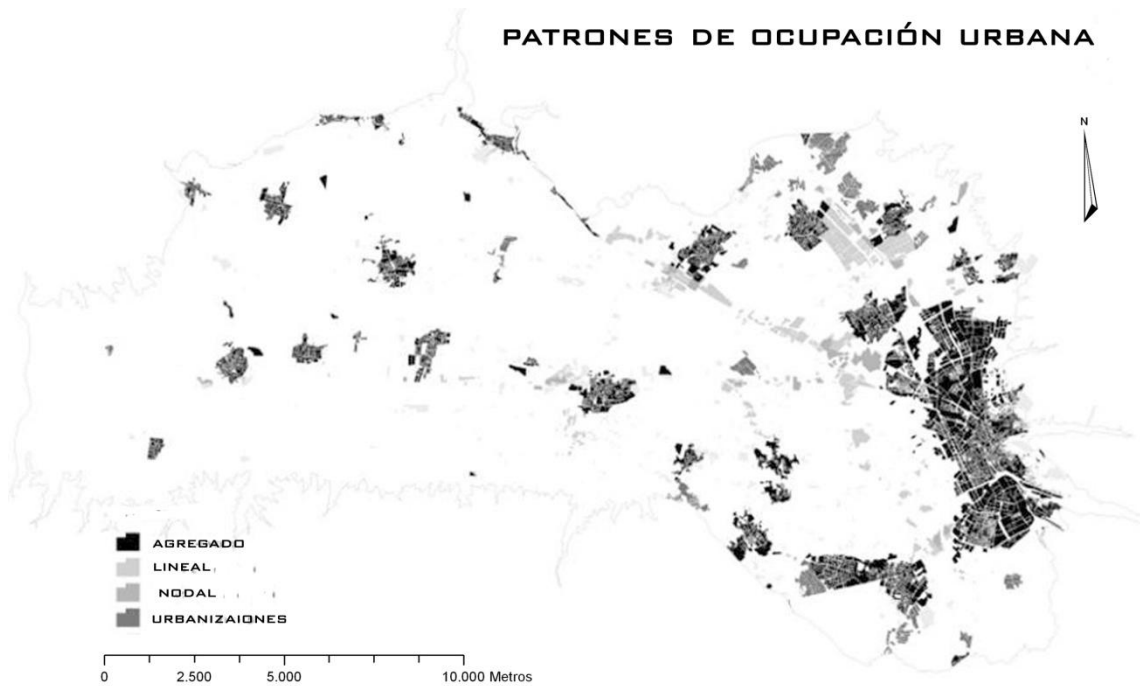 PATRONES DE OCUPACIÓN URBANA
N
AGREGADO
LINEAL
NODAL
URBANIZAIONES
0 2.500 5.000 10.000 Metros